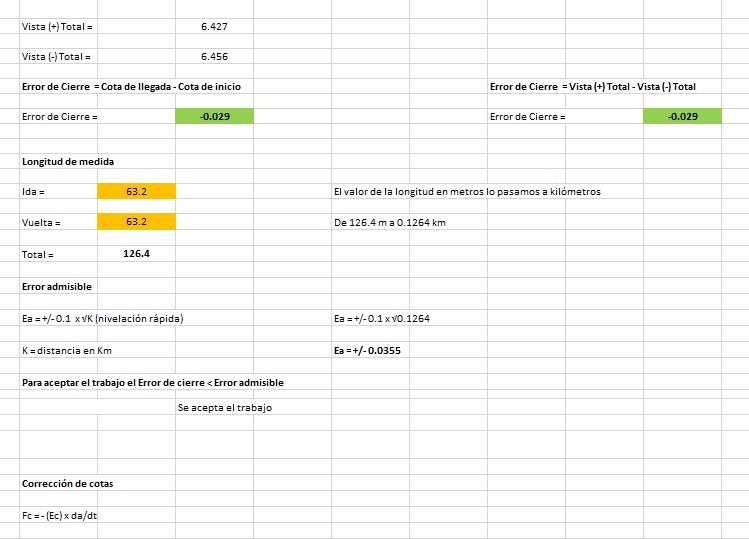 Vista (+) Total = 6.427
Vista (-) Total = 6.456
Error de Cierre = Cota de llegada - Cota de inicio Error de Cierre = Vista (+) Total - Vista (-) Total
Error de Cierre = -0.029 Error de Cierre = -0.029
Longitud de medida
Ida = 63.2 El valor de la longitud en metros lo pasamos a kilómetros
Vuelta = 63.2 De 126.4 m a 0.1264 km
Total = 126.4
Error admisible
Ea = +/- 0.1 x √K (nivelación rápida) Ea = +/- 0.1 x √0.1264
K = distancia en Km Ea = +/- 0.0355
Para aceptar el trabajo el Error de cierre < Error admisible
Se acepta el trabajo
Corrección de cotas
Fc = - (Ec) x da/dt